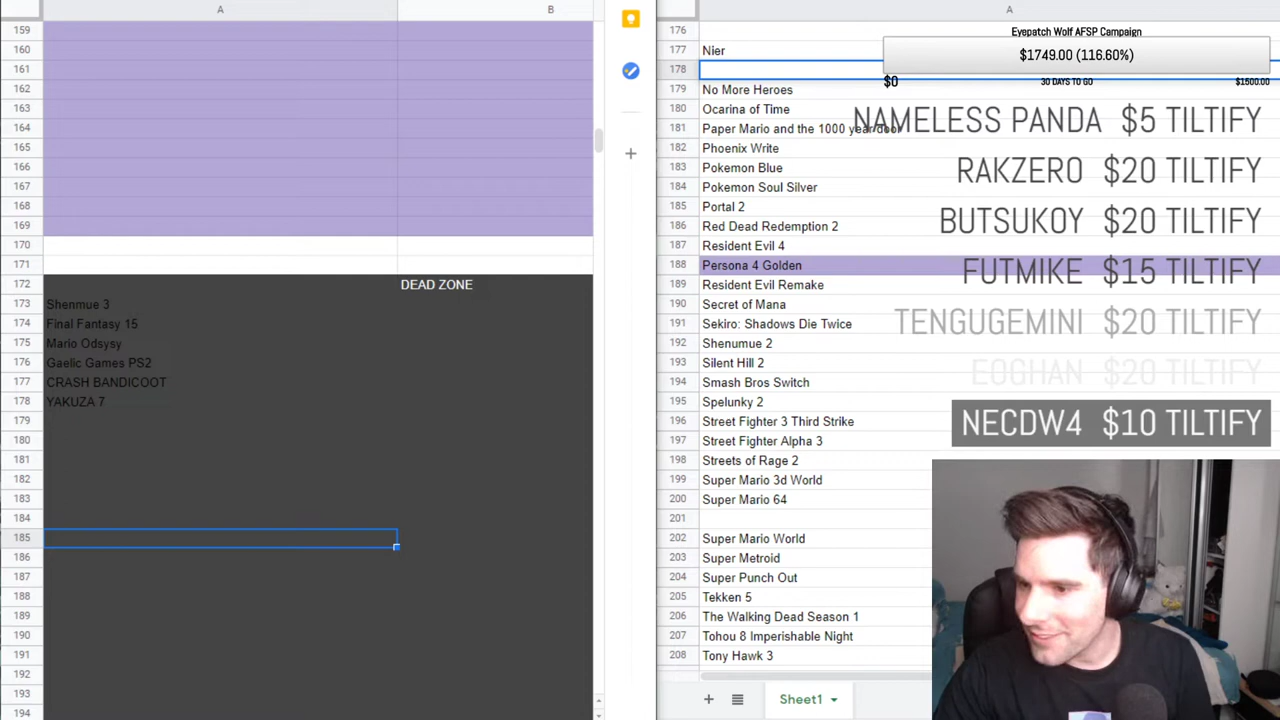 A B
159
160
161
162
163
164
165
166
167
168
169
170
171
172 DEAD ZONE
173 Shenmue 3
174 Final Fantasy 15
175 Mario Odsysy
176 Gaelic Games PS2
177 CRASH BANDICOOT
178 YAKUZA 7
179
180
181
182
183
184
185
186
187
188
189
190
191
192
193
194
A
176
177 Nier
178
179 No More Heroes
180 Ocarina of Time
181 Paper Mario and the 1000 year door
182 Phoenix Write
183 Pokemon Blue
184 Pokemon Soul Silver
185 Portal 2
186 Red Dead Redemption 2
187 Resident Evil 4
188 Persona 4 Golden
189 Resident Evil Remake
190 Secret of Mana
191 Sekiro: Shadows Die Twice
192 Shenumue 2
193 Silent Hill 2
194 Smash Bros Switch
195 Spelunky 2
196 Street Fighter 3 Third Strike
197 Street Fighter Alpha 3
198 Streets of Rage 2
199 Super Mario 3d World
200 Super Mario 64
201
202 Super Mario World
203 Super Metroid
204 Super Punch Out
205 Tekken 5
206 The Walking Dead Season 1
207 Tohou 8 Imperishable Night
208 Tony Hawk 3
Sheet1
Eyepatch Wolf AFSP Campaign
$1749.00 (116.60%)
$0 30 DAYS TO GO $1500.00
NAMELESS PANDA $5 TILTIFY
RAKZERO $20 TILTIFY
BUTSUKOY $20 TILTIFY
FUTMIKE $15 TILTIFY
TENGUGEMINI $20 TILTIFY
EOGHAN $20 TILTIFY
NECDW4 $10 TILTIFY